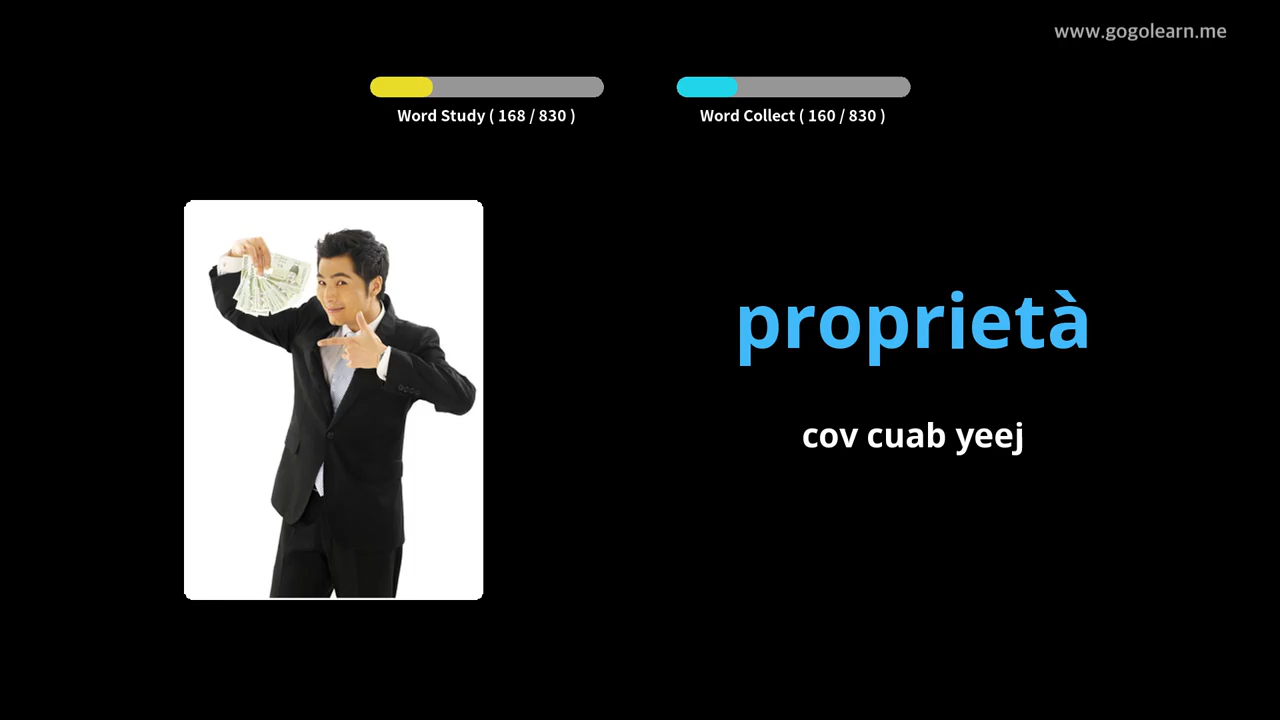 www.gogolearn.me
Word Study ( 168 / 830 )
Word Collect ( 160 / 830 )
proprietà
cov cuab yeej